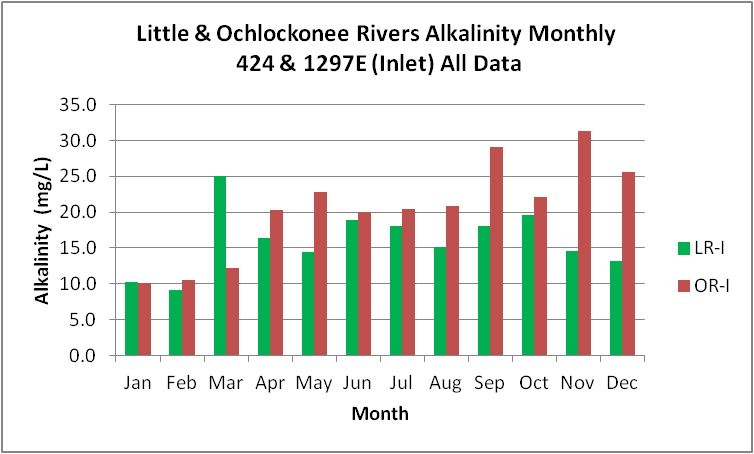 Little & Ochlockonee Rivers Alkalinity Monthly
424 & 1297E (Inlet) All Data
Alkalinity (mg/L)
35.0
30.0
25.0
20.0
15.0
10.0
5.0
0.0
Jan Feb Mar Apr May Jun Jul Aug Sep Oct Nov Dec
Month
LR-I
OR-I